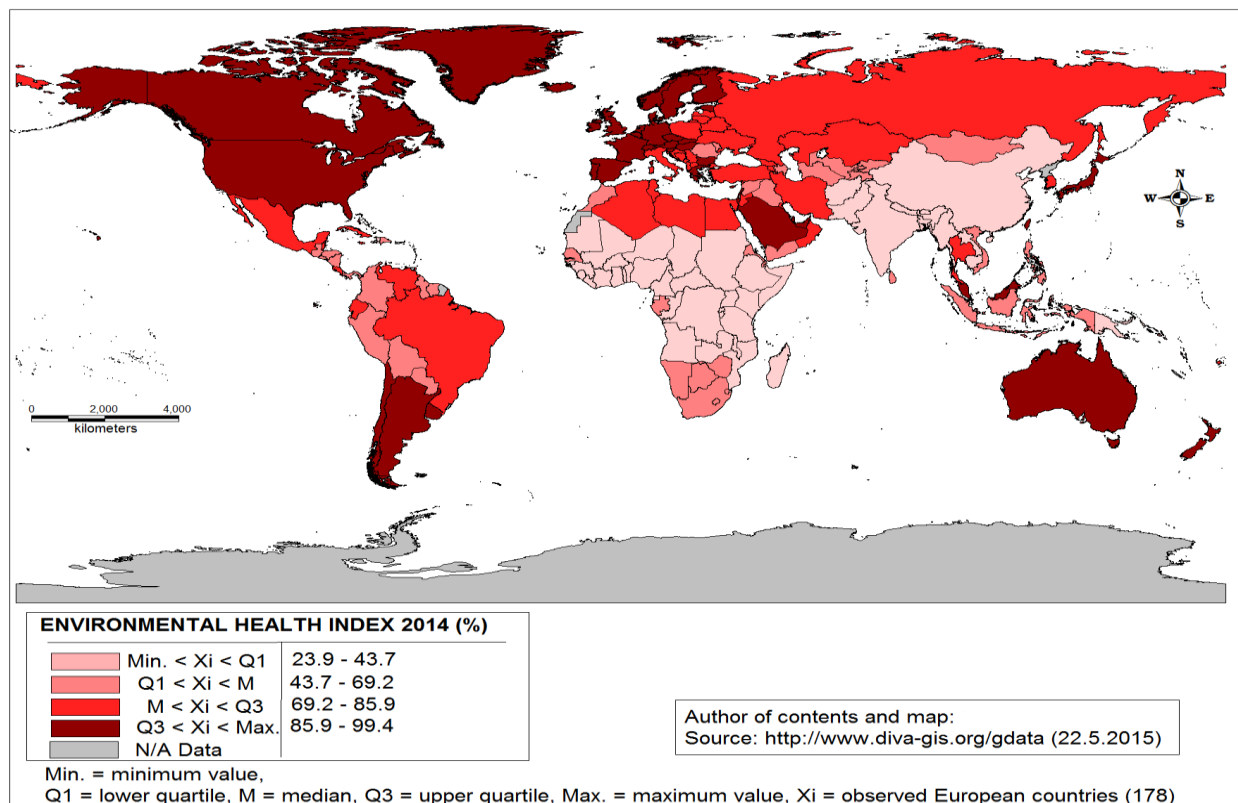 N
W E
S
0 2,000 4,000
kilometers
ENVIRONMENTAL HEALTH INDEX 2014 (%)
Min. < Xi < Q1 23.9 - 43.7
Q1 < Xi < M 43.7 - 69.2
M < Xi < Q3 69.2 - 85.9
Q3 < Xi < Max. 85.9 - 99.4
N/A Data
Author of contents and map:
Source: http://www.diva-gis.org/gdata (22.5.2015)
Min. = minimum value,
Q1 = lower quartile, M = median, Q3 = upper quartile, Max. = maximum value, Xi = observed European countries (178)